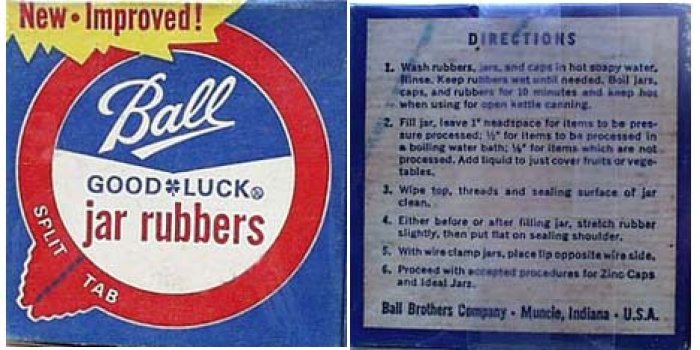 New • Improved!
Ball
GOOD LUCK®
jar rubbers
SPLIT TAB
DIRECTIONS
1. Wash rubbers, jars, and caps in hot soapy water.
Rinse. Keep rubbers wet until needed. Boil jars,
caps, and rubbers for 10 minutes and keep hot
when using for open kettle canning.
2. Fill jar, leave 1" headspace for items to be pres-
sure processed; ½" for items to be processed in
a boiling water bath; ⅛" for items which are not
processed. Add liquid to just cover fruits or vege-
tables.
3. Wipe top, threads and sealing surface of jar
clean.
4. Either before or after filling jar, stretch rubber
slightly, then put flat on sealing shoulder.
5. With wire clamp jars, place lip opposite wire side.
6. Proceed with accepted procedures for Zinc Caps
and Ideal Jars.
Ball Brothers Company • Muncie, Indiana • U.S.A.